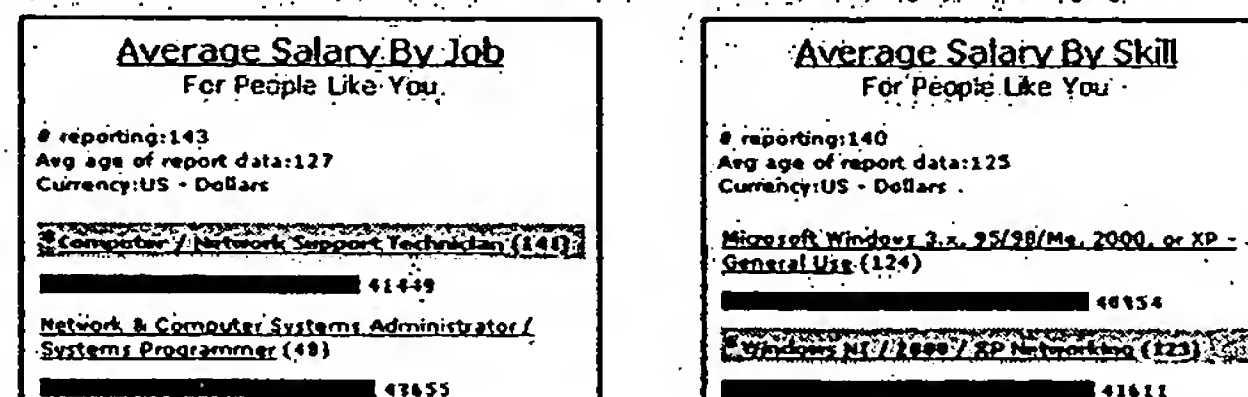 Average Salary By Job
For People Like You.
# reporting:143
Avg age of report data:127
Currency:US - Dollars
* Computer / Network Support Technician (141)
41449
Network & Computer Systems Administrator /
Systems Programmer (48)
43655
Average Salary By Skill
For People Like You
# reporting:140
Avg age of report data:125
Currency:US - Dollars
Microsoft Windows 3.x, 95/98/Me, 2000, or XP -
General Use (124)
40854
* Windows NT / 2000 / XP Networking (123)
41611